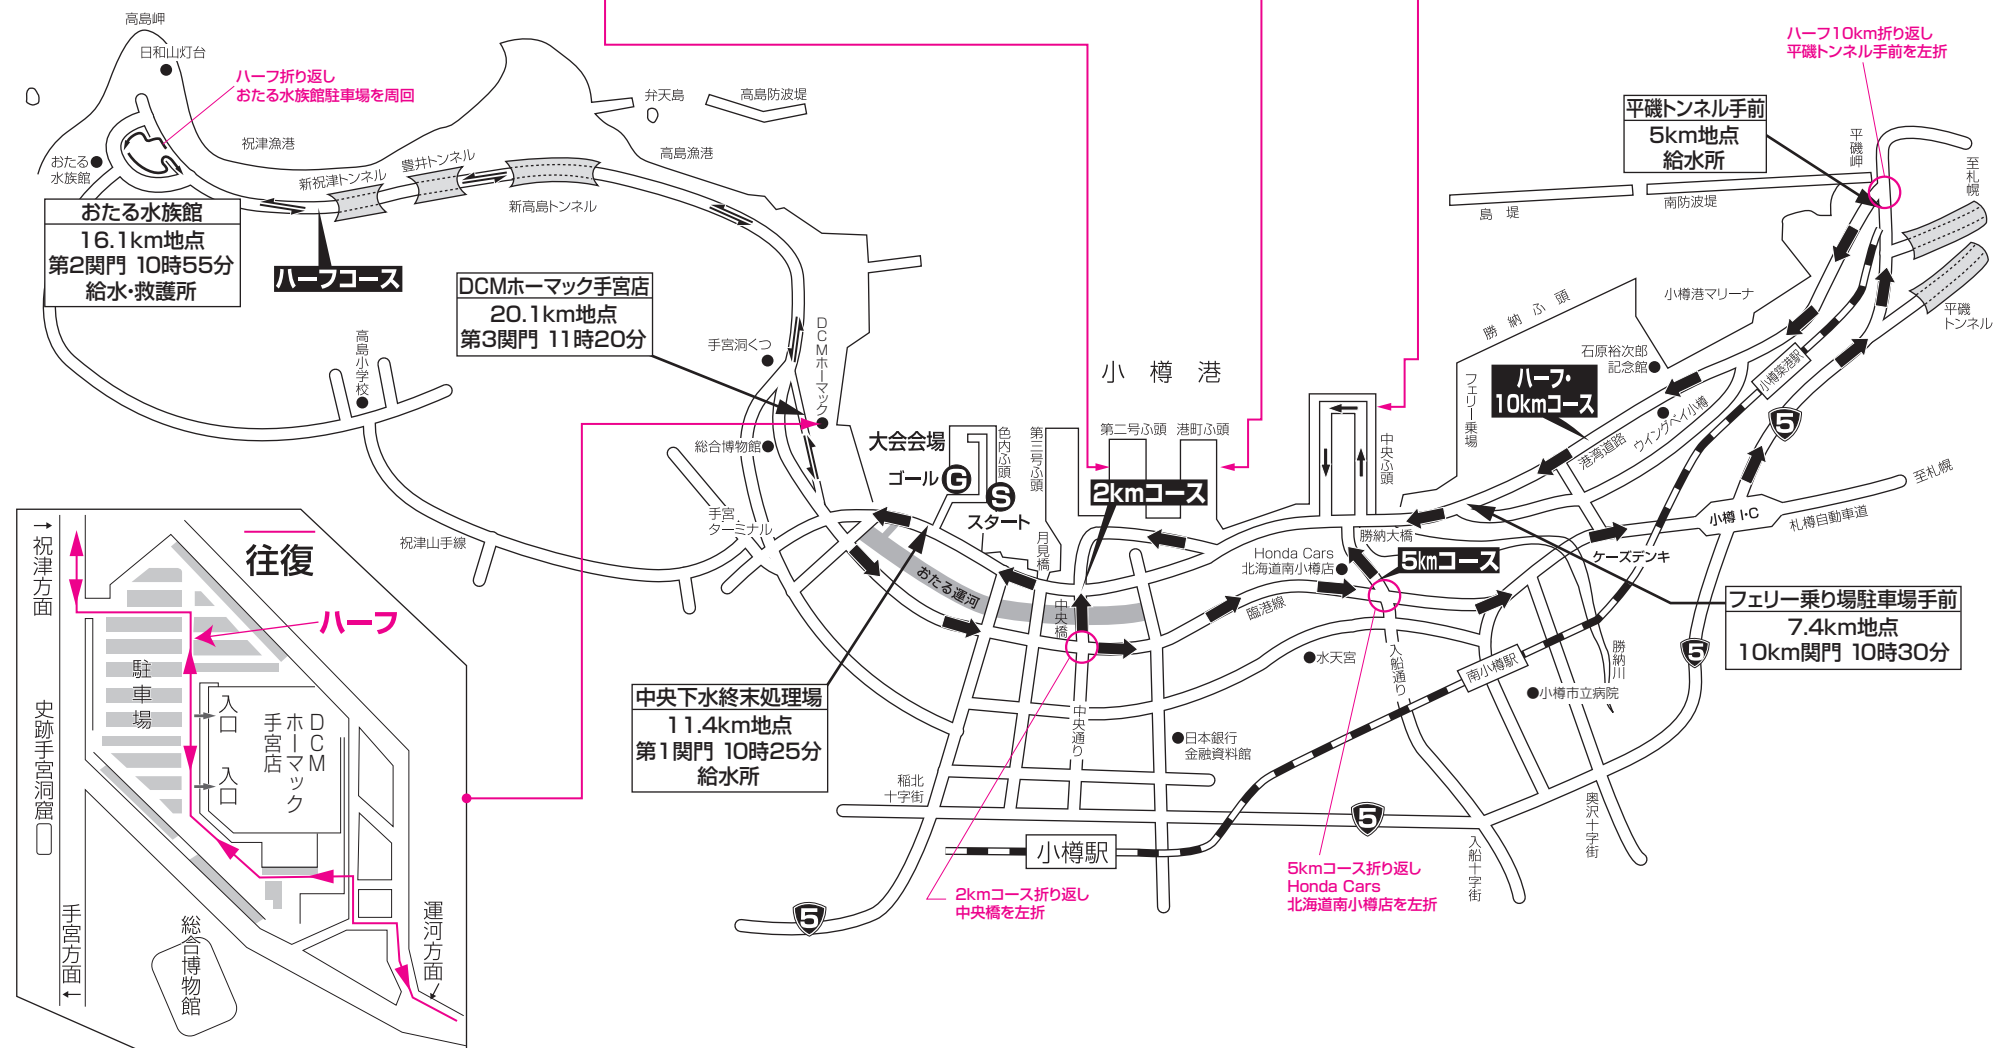 高島岬
日和山灯台
ハーフ折り返し
おたる水族館駐車場を周回
祝津漁港
おたる
水族館
新祝津トンネル
豊井トンネル
新高島トンネル
弁天島
高島防波堤
高島漁港
おたる水族館
16.1km地点
第2関門 10時55分
給水・救護所
ハーフコース
DCMホーマック手宮店
20.1km地点
第3関門 11時20分
高島小学校
手宮洞くつ
DCMホーマック
総合博物館
手宮
ターミナル
祝津山手線
大会会場
ゴール
G
S
スタート
色内ふ頭
第三号ふ頭
月見橋
小樽港
第二号ふ頭
港町ふ頭
2kmコース
中央ふ頭
おたる運河
中央橋
中央通り
中央下水終末処理場
11.4km地点
第1関門 10時25分
給水所
稲北
十字街
小樽駅
5
2kmコース折り返し
中央橋を左折
日本銀行
金融資料館
水天宮
臨港線
Honda Cars
北海道南小樽店
勝納大橋
5kmコース
入船通り
南小樽駅
小樽市立病院
勝納川
奥沢十字街
入船十字街
5
5
5kmコース折り返し
Honda Cars
北海道南小樽店を左折
フェリー乗り場駐車場手前
7.4km地点
10km関門 10時30分
ケーズデンキ
小樽 I・C
札樽自動車道
至札幌
5
港湾道路
ウイングベイ小樽
小樽築港駅
ハーフ・
10kmコース
フェリー乗場
勝納ふ頭
石原裕次郎
記念館
小樽港マリーナ
島堤
南防波堤
平磯トンネル手前
5km地点
給水所
ハーフ10km折り返し
平磯トンネル手前を左折
平磯岬
至札幌
平磯
トンネル
往復
ハーフ
祝津方面
駐車場
入口
入口
DCM
ホーマック
手宮店
史跡手宮洞窟
手宮方面
総合博物館
運河方面